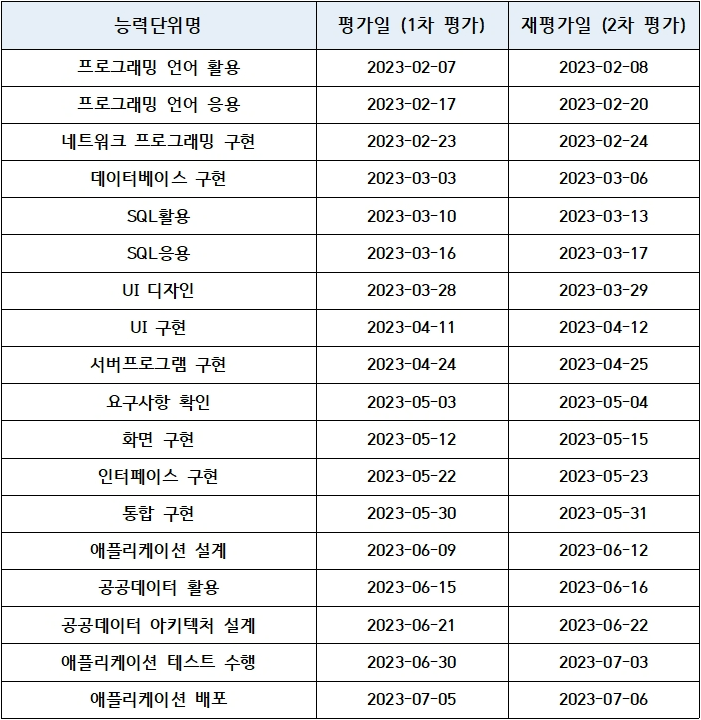 능력단위명 평가일 (1차 평가) 재평가일 (2차 평가)
프로그래밍 언어 활용 2023-02-07 2023-02-08
프로그래밍 언어 응용 2023-02-17 2023-02-20
네트워크 프로그래밍 구현 2023-02-23 2023-02-24
데이터베이스 구현 2023-03-03 2023-03-06
SQL활용 2023-03-10 2023-03-13
SQL응용 2023-03-16 2023-03-17
UI 디자인 2023-03-28 2023-03-29
UI 구현 2023-04-11 2023-04-12
서버프로그램 구현 2023-04-24 2023-04-25
요구사항 확인 2023-05-03 2023-05-04
화면 구현 2023-05-12 2023-05-15
인터페이스 구현 2023-05-22 2023-05-23
통합 구현 2023-05-30 2023-05-31
애플리케이션 설계 2023-06-09 2023-06-12
공공데이터 활용 2023-06-15 2023-06-16
공공데이터 아키텍처 설계 2023-06-21 2023-06-22
애플리케이션 테스트 수행 2023-06-30 2023-07-03
애플리케이션 배포 2023-07-05 2023-07-06